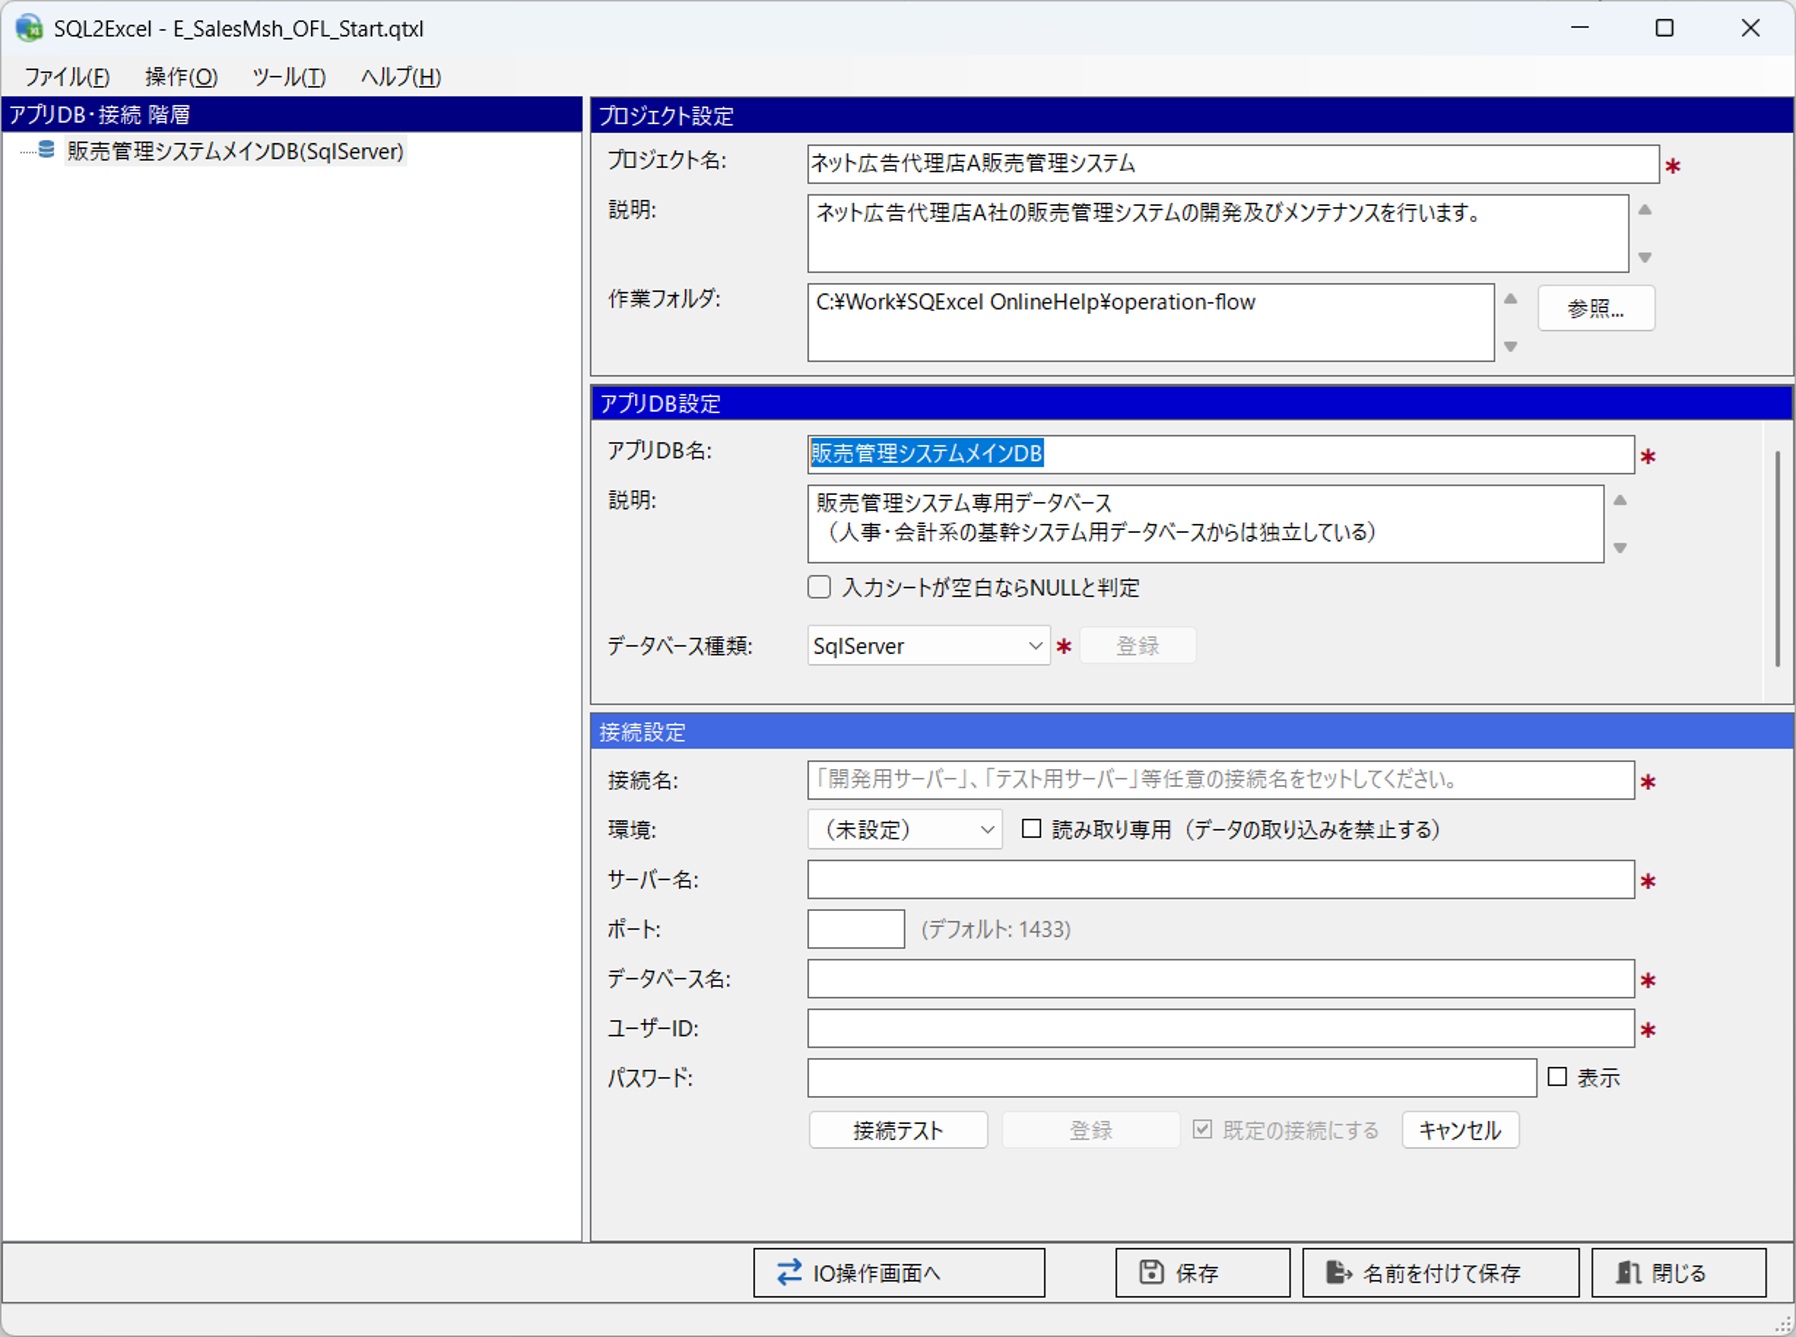 SQL2Excel - E_SalesMsh_OFL_Start.qtxl
ファイル(F) 操作(O) ツール(T) ヘルプ(H)
アプリDB・接続 階層
販売管理システムメインDB(SqlServer)
プロジェクト設定
プロジェクト名: ネット広告代理店A販売管理システム *
説明: ネット広告代理店A社の販売管理システムの開発及びメンテナンスを行います。
作業フォルダ: C:¥Work¥SQExcel OnlineHelp¥operation-flow 参照...
アプリDB設定
アプリDB名: 販売管理システムメインDB *
説明: 販売管理システム専用データベース
（人事・会計系の基幹システム用データベースからは独立している）
入力シートが空白ならNULLと判定
データベース種類: SqlServer * 登録
接続設定
接続名: 「開発用サーバー」、「テスト用サーバー」等任意の接続名をセットしてください。 *
環境: （未設定） 読み取り専用（データの取り込みを禁止する）
サーバー名: *
ポート: (デフォルト: 1433)
データベース名: *
ユーザーID: *
パスワード: 表示
接続テスト 登録 既定の接続にする キャンセル
IO操作画面へ 保存 名前を付けて保存 閉じる